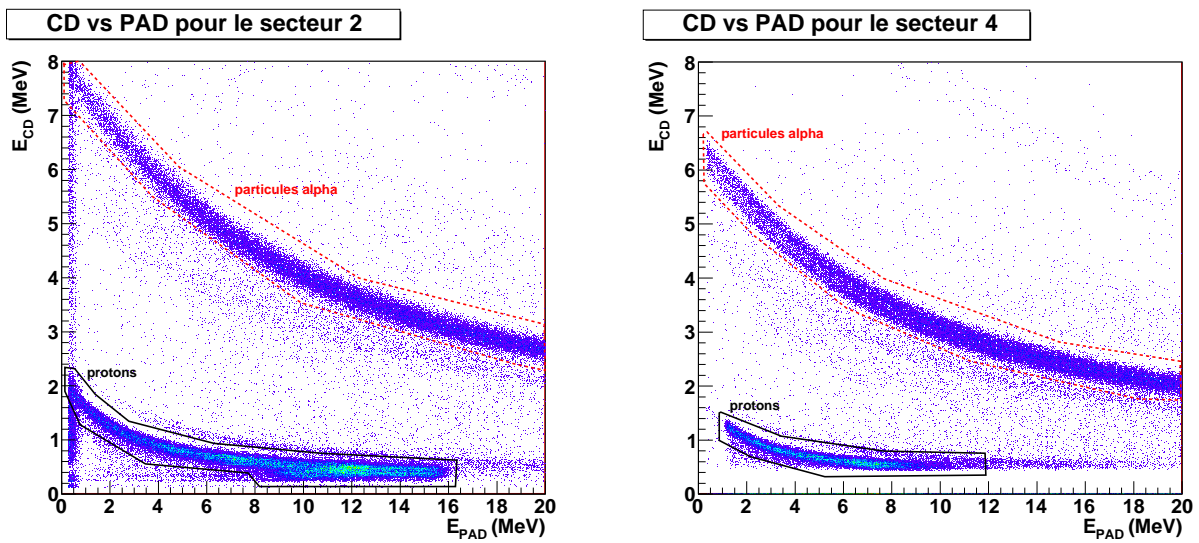 CD vs PAD pour le secteur 2
E_CD (MeV)
8
7
6
5
4
3
2
1
0
particules alpha
protons
0 2 4 6 8 10 12 14 16 18 20
E_PAD (MeV)
CD vs PAD pour le secteur 4
E_CD (MeV)
8
7
6
5
4
3
2
1
0
particules alpha
protons
0 2 4 6 8 10 12 14 16 18 20
E_PAD (MeV)